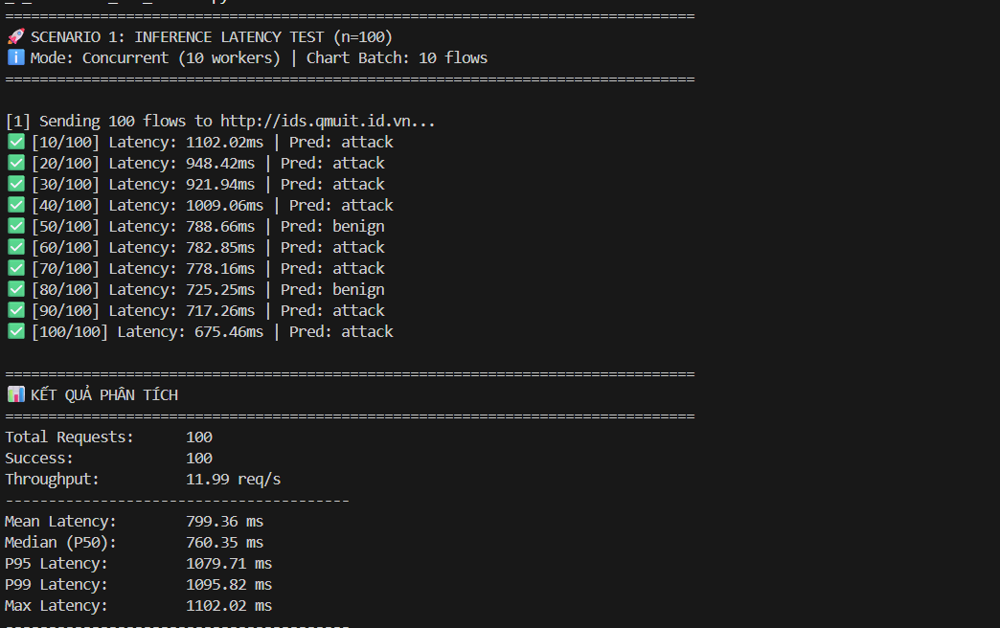 ================================================================================
🚀 SCENARIO 1: INFERENCE LATENCY TEST (n=100)
ℹ️ Mode: Concurrent (10 workers) | Chart Batch: 10 flows
================================================================================
[1] Sending 100 flows to http://ids.qmuit.id.vn...
✅ [10/100] Latency: 1102.02ms | Pred: attack
✅ [20/100] Latency: 948.42ms | Pred: attack
✅ [30/100] Latency: 921.94ms | Pred: attack
✅ [40/100] Latency: 1009.06ms | Pred: attack
✅ [50/100] Latency: 788.66ms | Pred: benign
✅ [60/100] Latency: 782.85ms | Pred: attack
✅ [70/100] Latency: 778.16ms | Pred: attack
✅ [80/100] Latency: 725.25ms | Pred: benign
✅ [90/100] Latency: 717.26ms | Pred: attack
✅ [100/100] Latency: 675.46ms | Pred: attack
================================================================================
📊 KẾT QUẢ PHÂN TÍCH
================================================================================
Total Requests: 100
Success: 100
Throughput: 11.99 req/s
----------------------------------------
Mean Latency: 799.36 ms
Median (P50): 760.35 ms
P95 Latency: 1079.71 ms
P99 Latency: 1095.82 ms
Max Latency: 1102.02 ms
----------------------------------------